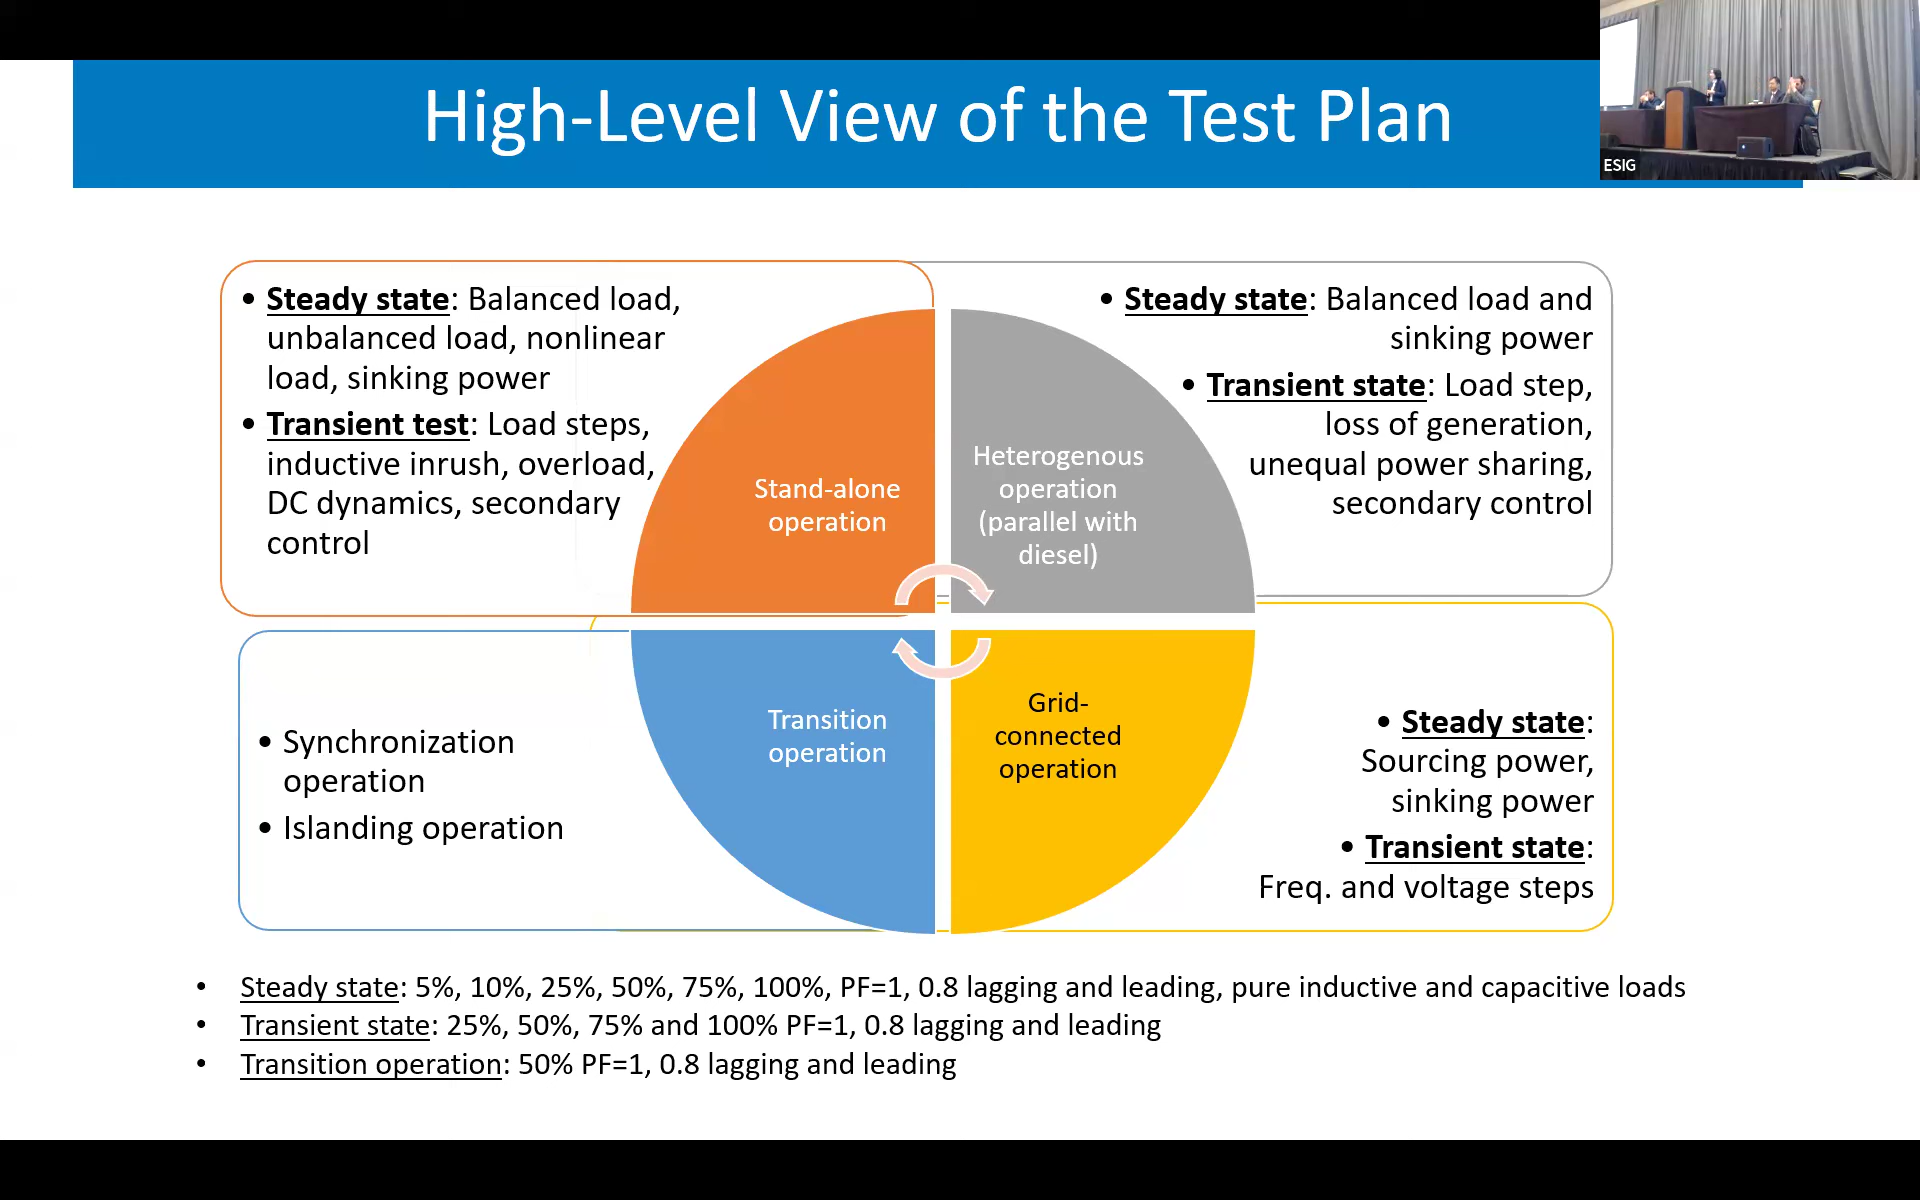 High-Level View of the Test Plan
ESIG
• Steady state: Balanced load,
unbalanced load, nonlinear
load, sinking power
• Transient test: Load steps,
inductive inrush, overload,
DC dynamics, secondary
control
Stand-alone
operation
Heterogenous
operation
(parallel with
diesel)
• Steady state: Balanced load and
sinking power
• Transient state: Load step,
loss of generation,
unequal power sharing,
secondary control
• Synchronization
operation
• Islanding operation
Transition
operation
Grid-
connected
operation
• Steady state:
Sourcing power,
sinking power
• Transient state:
Freq. and voltage steps
• Steady state: 5%, 10%, 25%, 50%, 75%, 100%, PF=1, 0.8 lagging and leading, pure inductive and capacitive loads
• Transient state: 25%, 50%, 75% and 100% PF=1, 0.8 lagging and leading
• Transition operation: 50% PF=1, 0.8 lagging and leading